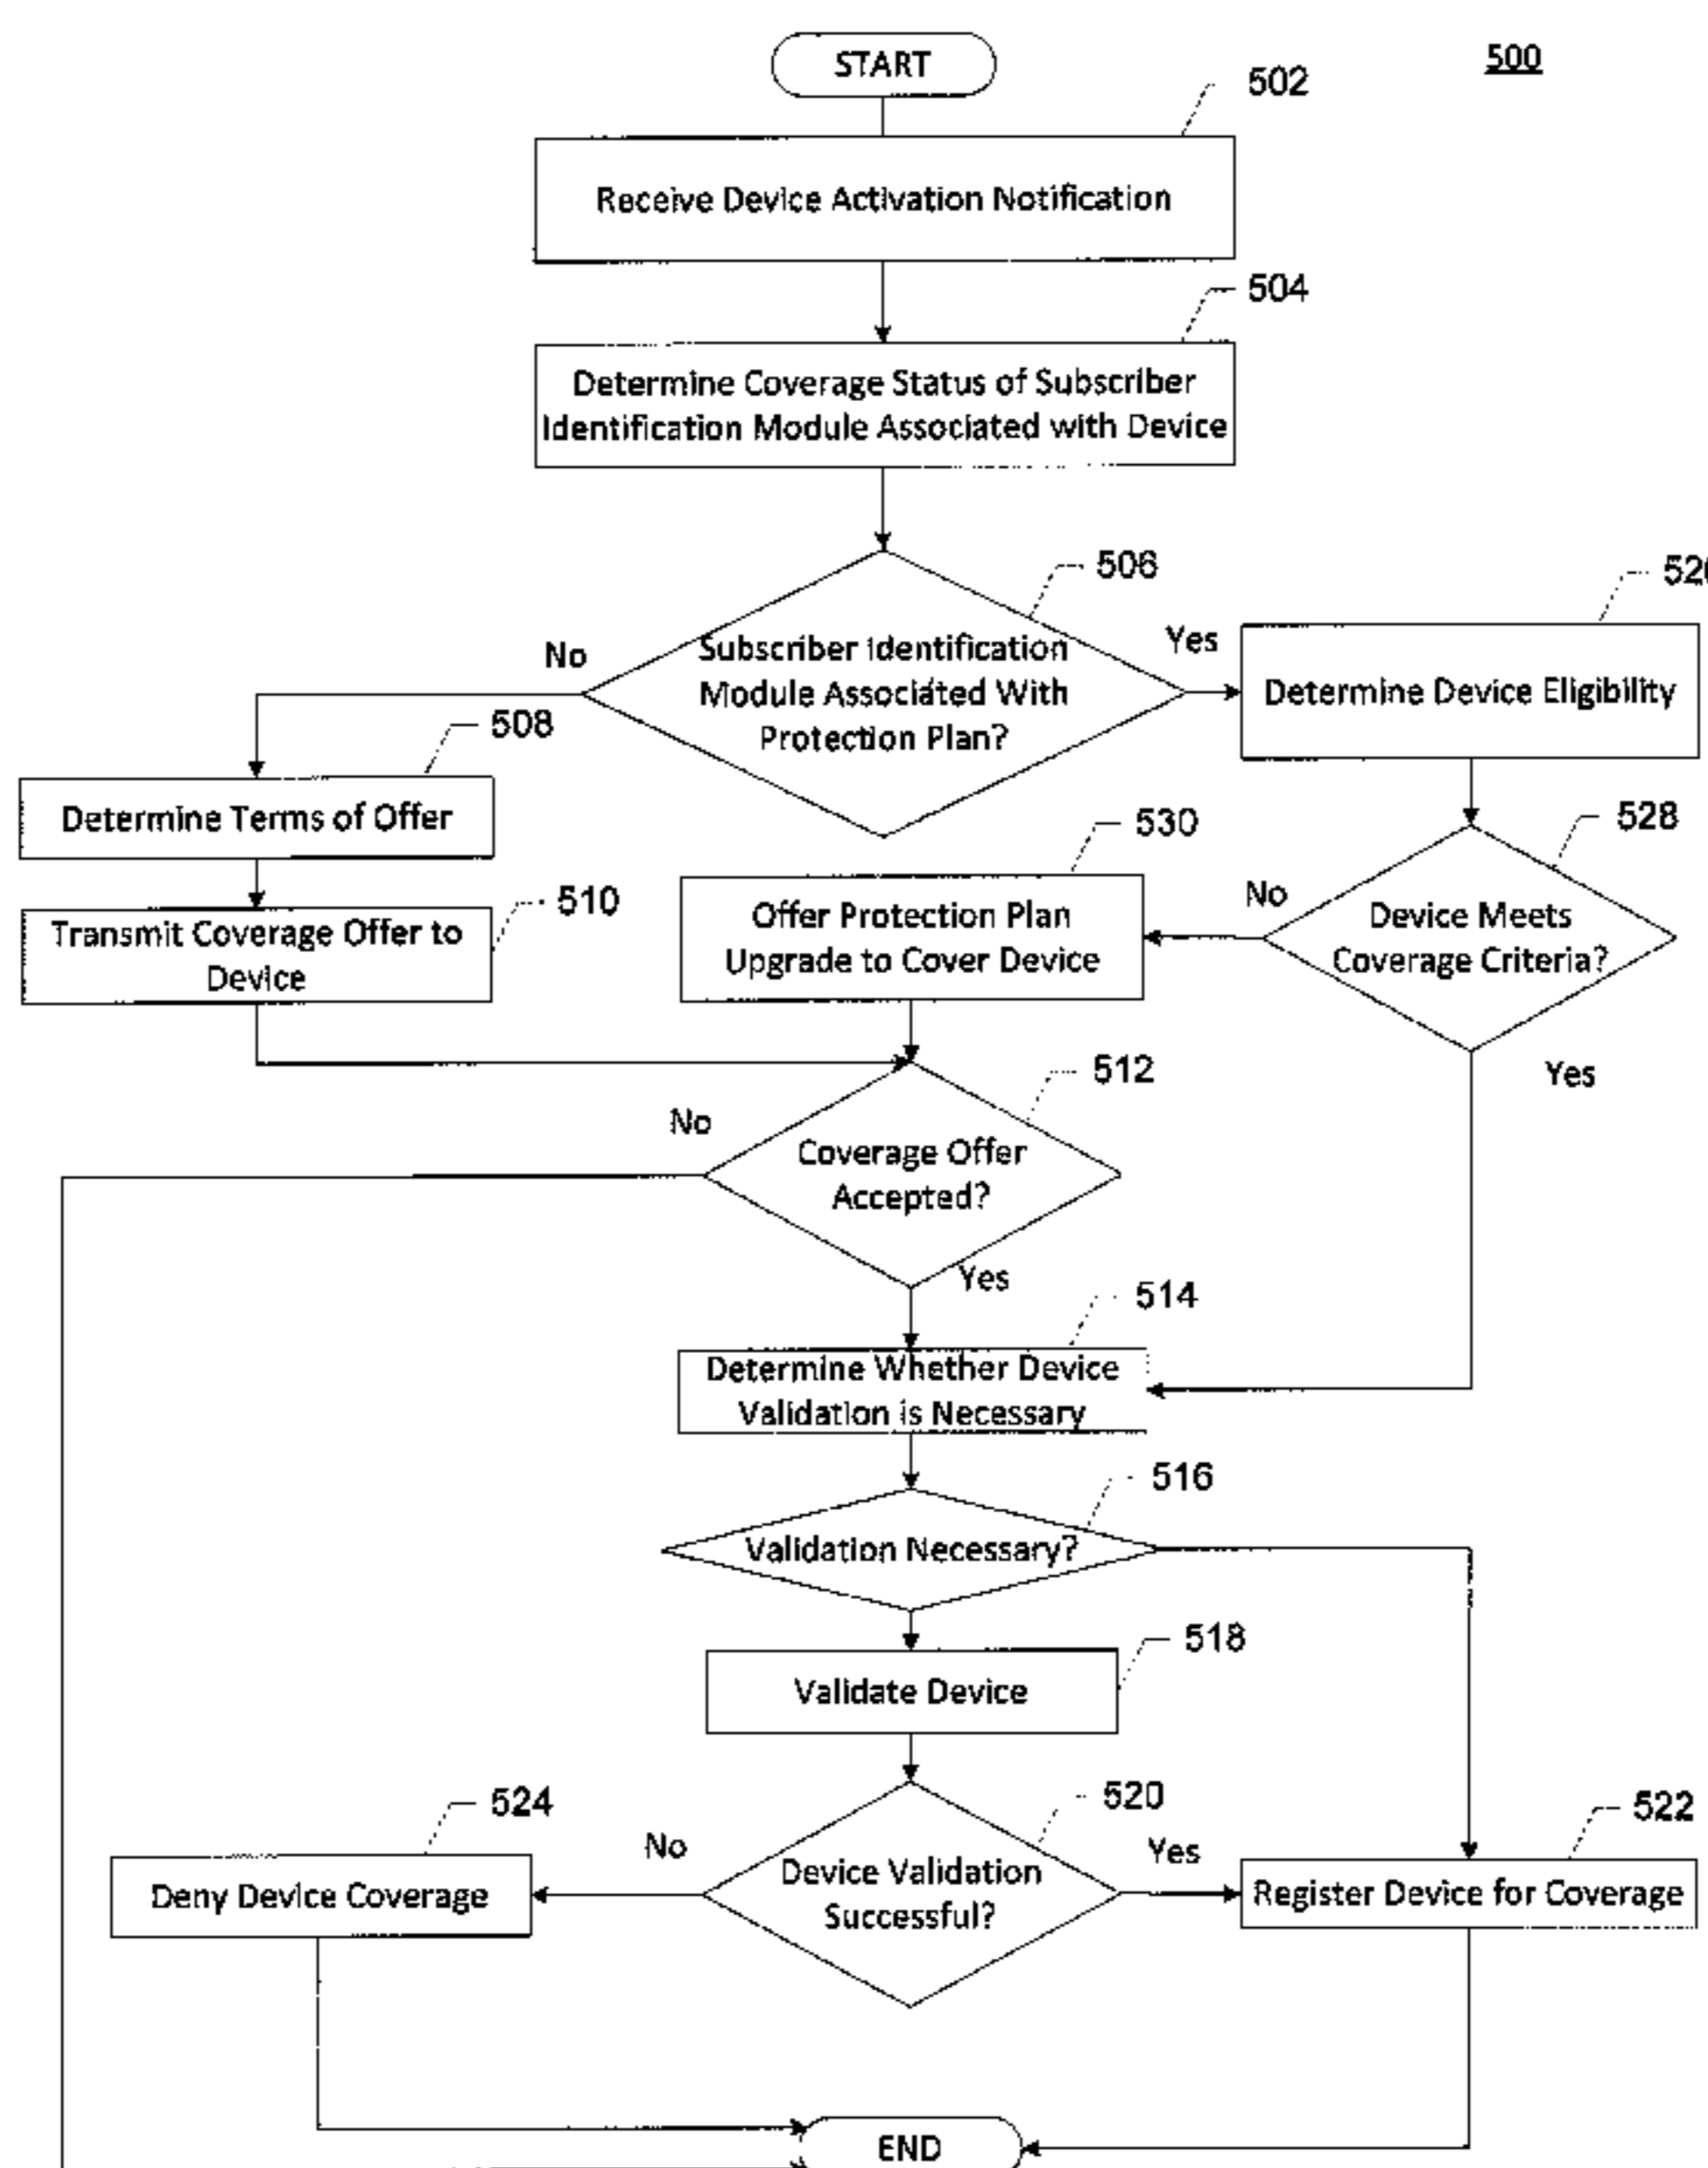 START
500
502
Receive Device Activation Notification
504
Determine Coverage Status of Subscriber
Identification Module Associated with Device
506
Subscriber Identification
Module Associated With
Protection Plan?
No
Yes
Determine Device Eligibility
508
Determine Terms of Offer
510
Transmit Coverage Offer to
Device
530
Offer Protection Plan
Upgrade to Cover Device
528
No
Device Meets
Coverage Criteria?
Yes
512
No
Coverage Offer
Accepted?
Yes
514
Determine Whether Device
Validation is Necessary
516
Validation Necessary?
518
Validate Device
520
Device Validation
Successful?
No
Yes
524
Deny Device Coverage
522
Register Device for Coverage
END